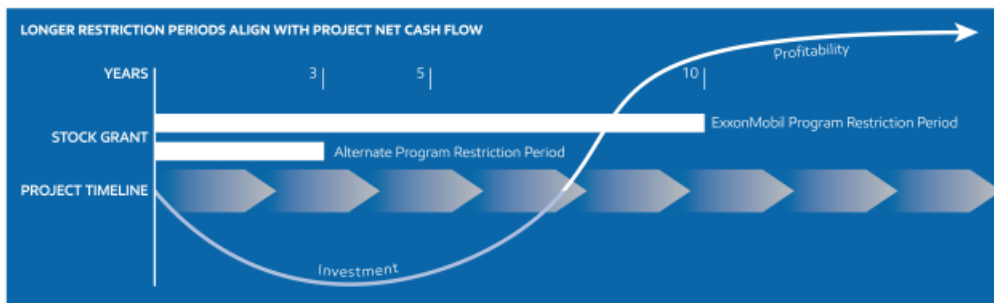 LONGER RESTRICTION PERIODS ALIGN WITH PROJECT NET CASH FLOW
Profitability
YEARS 3 5 10
STOCK GRANT
ExxonMobil Program Restriction Period
Alternate Program Restriction Period
PROJECT TIMELINE
Investment